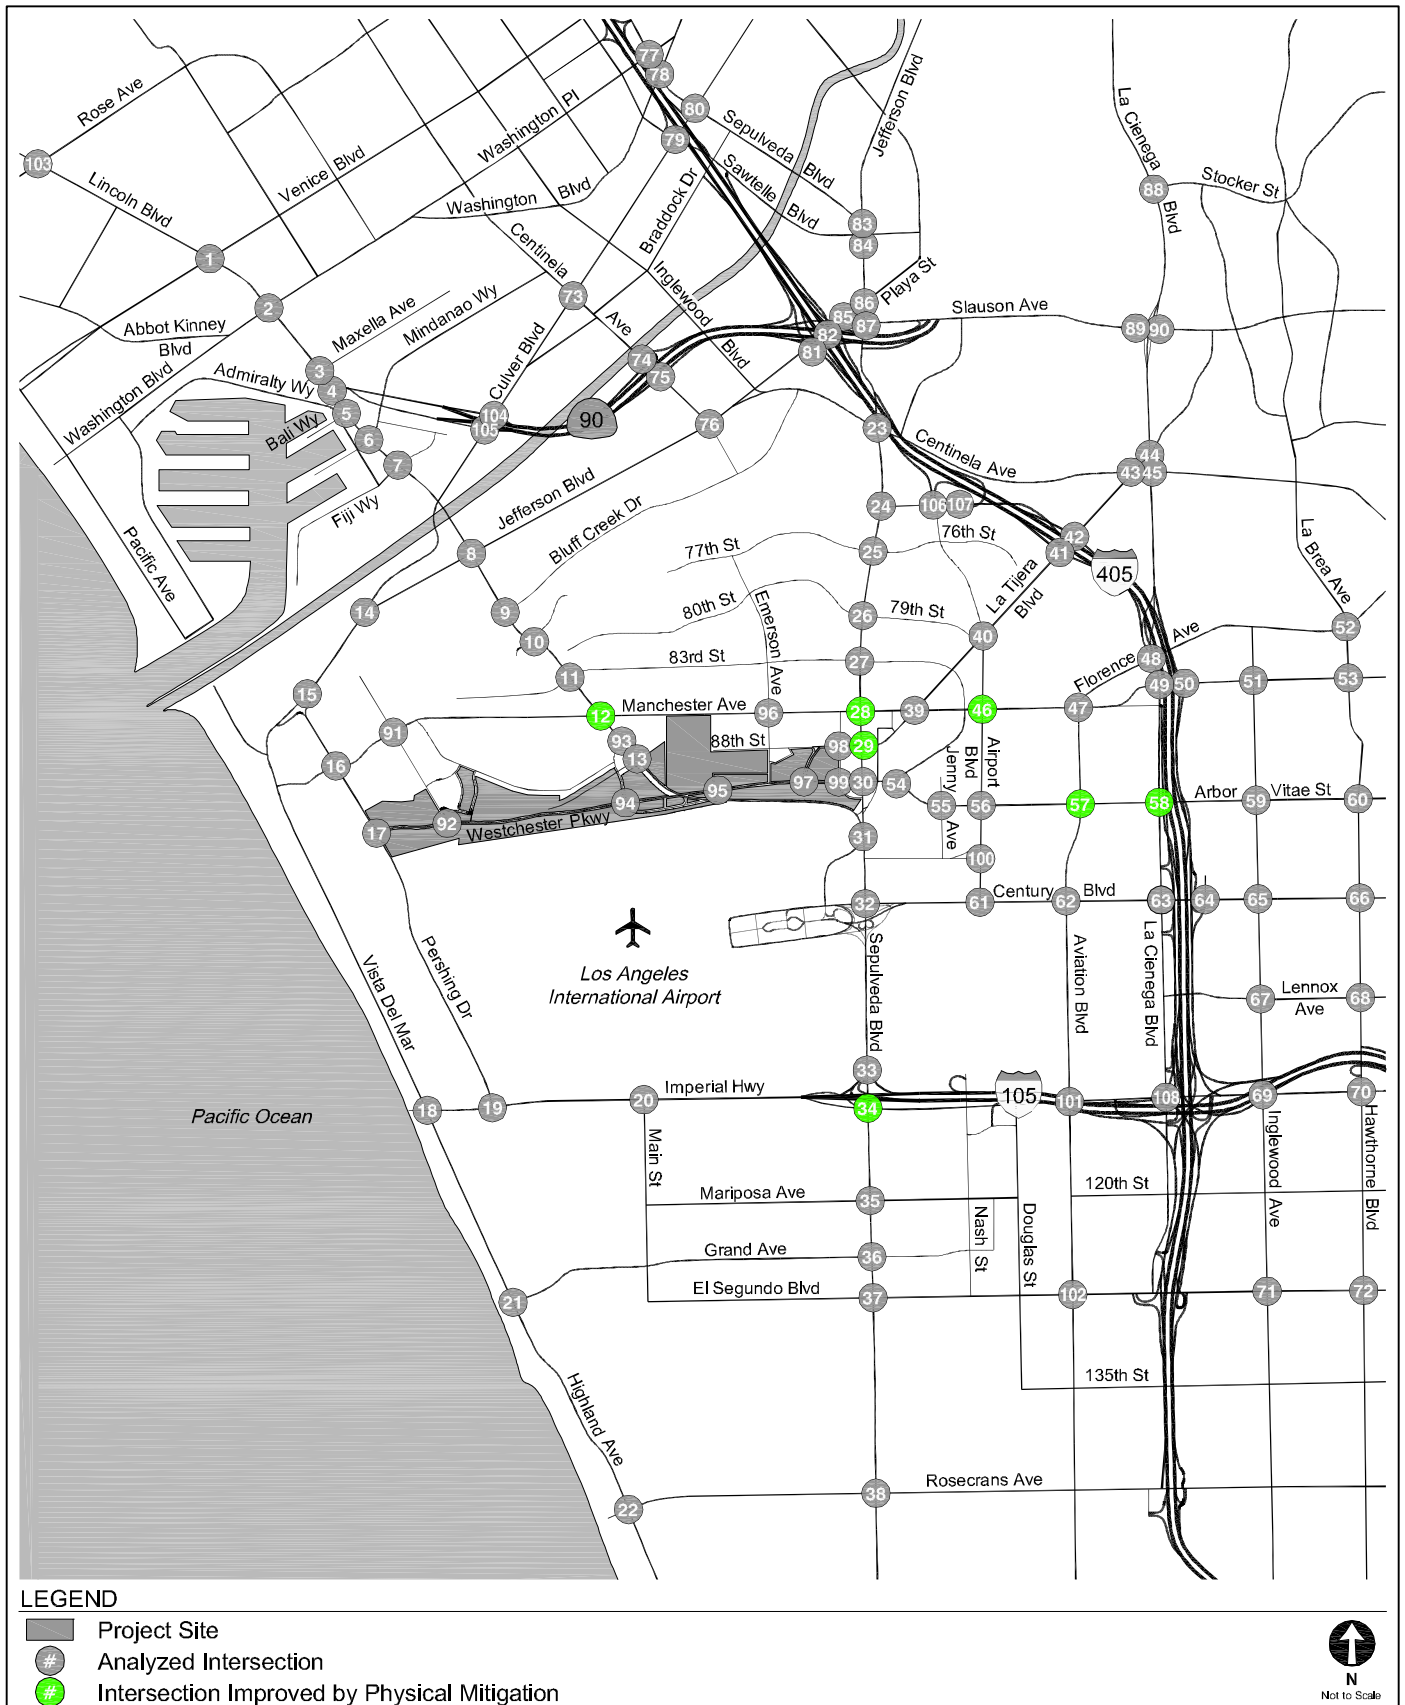 77
78
Rose Ave
Washington Pl
80
Sepulveda
Blvd
Jefferson Blvd
La Cienega
Blvd
103
79
Venice Blvd
Sawtelle
Blvd
Lincoln Blvd
Washington
Blvd
Braddock Dr
88
Stocker St
83
84
1
Centinela
Ave
Inglewood
Blvd
Playa St
73
86
2
Abbot Kinney
Blvd
Maxella Ave
Mindanao Wy
85
87
Slauson Ave
82
89
90
81
74
75
3
4
Admiralty Wy
Culver Blvd
Washington Blvd
5
104
105
90
76
23
Bali Wy
6
7
Centinela Ave
44
43
45
Jefferson Blvd
Fiji Wy
24
106
107
Bluff Creek Dr
Pacific Ave
8
77th St
25
76th St
42
41
La Brea Ave
405
La Tijera
Blvd
80th St
Emerson Ave
79th St
14
9
26
10
40
52
Florence
Ave
83rd St
27
48
11
15
49
50
51
53
12
Manchester Ave
96
28
39
46
47
91
93
88th St
98
29
13
Airport
Blvd
Jenny
Ave
16
95
97
99
30
54
94
55
56
57
58
Arbor
Vitae St
59
60
92
Westchester Pkwy
17
31
100
Century
Blvd
32
61
62
63
64
65
66
Pershing Dr
Vista Del Mar
Los Angeles
International Airport
Sepulveda Blvd
Aviation Blvd
La Cienega Blvd
67
Lennox
Ave
68
33
Imperial Hwy
105
18
19
20
34
101
108
69
70
Pacific Ocean
Main St
Inglewood Ave
Hawthorne Blvd
Mariposa Ave
35
120th St
Nash St
Douglas St
Grand Ave
36
El Segundo Blvd
21
37
102
71
72
135th St
Highland Ave
Rosecrans Ave
38
22
LEGEND
Project Site
# Analyzed Intersection
# Intersection Improved by Physical Mitigation
N
Not to Scale